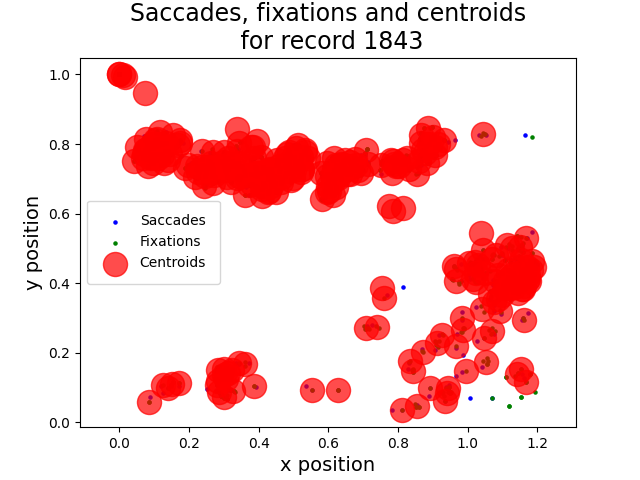 Saccades, fixations and centroids
for record 1843
1.0
0.8
0.6
0.4
0.2
0.0
y position
Saccades
Fixations
Centroids
0.0 0.2 0.4 0.6 0.8 1.0 1.2
x position